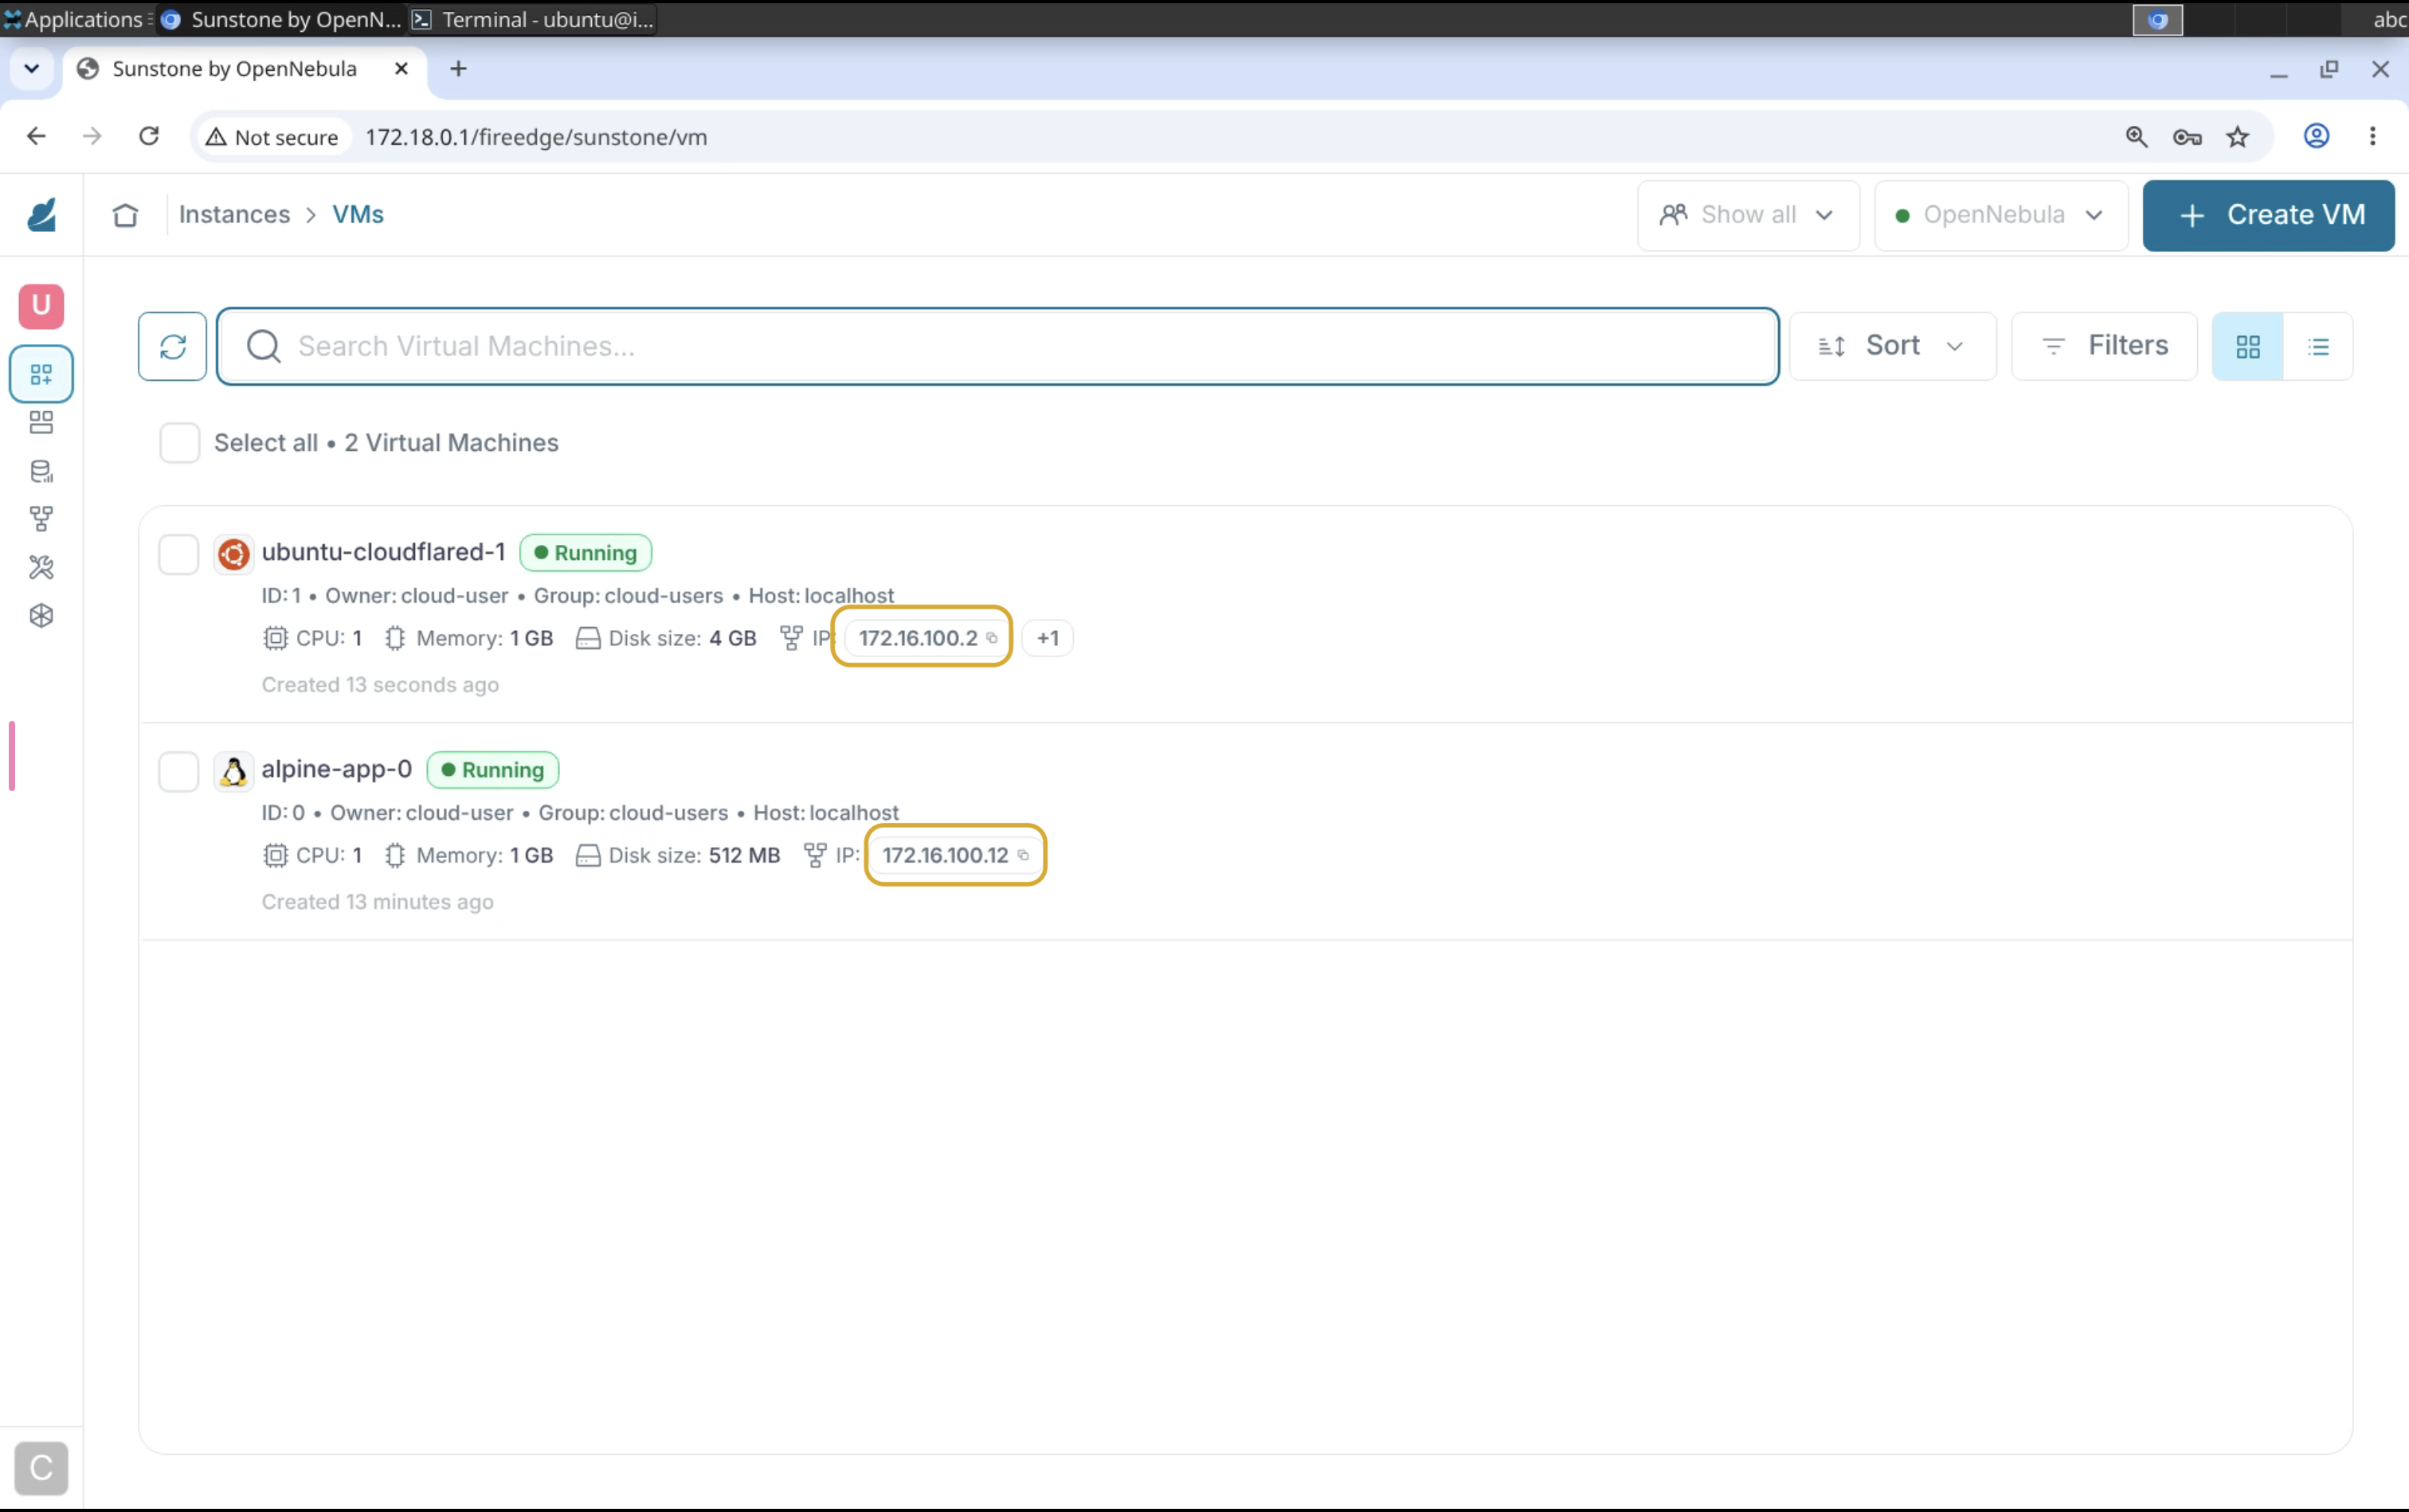 Applications Sunstone by OpenN... Terminal - ubuntu@i... abc
Sunstone by OpenNebula
Not secure 172.18.0.1/fireedge/sunstone/vm
Instances > VMs Show all OpenNebula + Create VM
U
Search Virtual Machines... Sort Filters
Select all • 2 Virtual Machines
ubuntu-cloudflared-1 Running
ID: 1 • Owner: cloud-user • Group: cloud-users • Host: localhost
CPU: 1 Memory: 1 GB Disk size: 4 GB IP: 172.16.100.2 +1
Created 13 seconds ago
alpine-app-0 Running
ID: 0 • Owner: cloud-user • Group: cloud-users • Host: localhost
CPU: 1 Memory: 1 GB Disk size: 512 MB IP: 172.16.100.12
Created 13 minutes ago
C